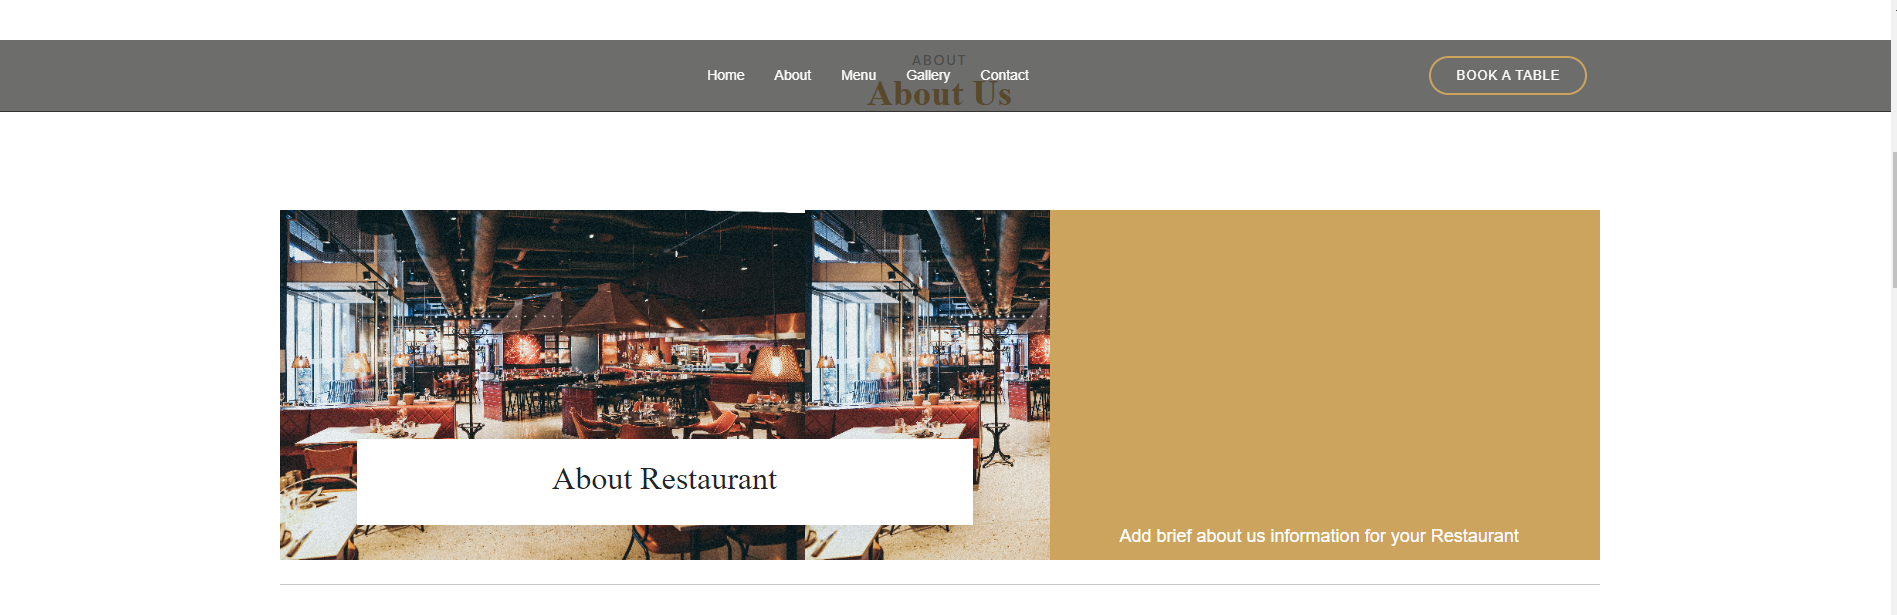 ABOUT
Home About Menu Gallery Contact
BOOK A TABLE
About Us
About Restaurant
Add brief about us information for your Restaurant